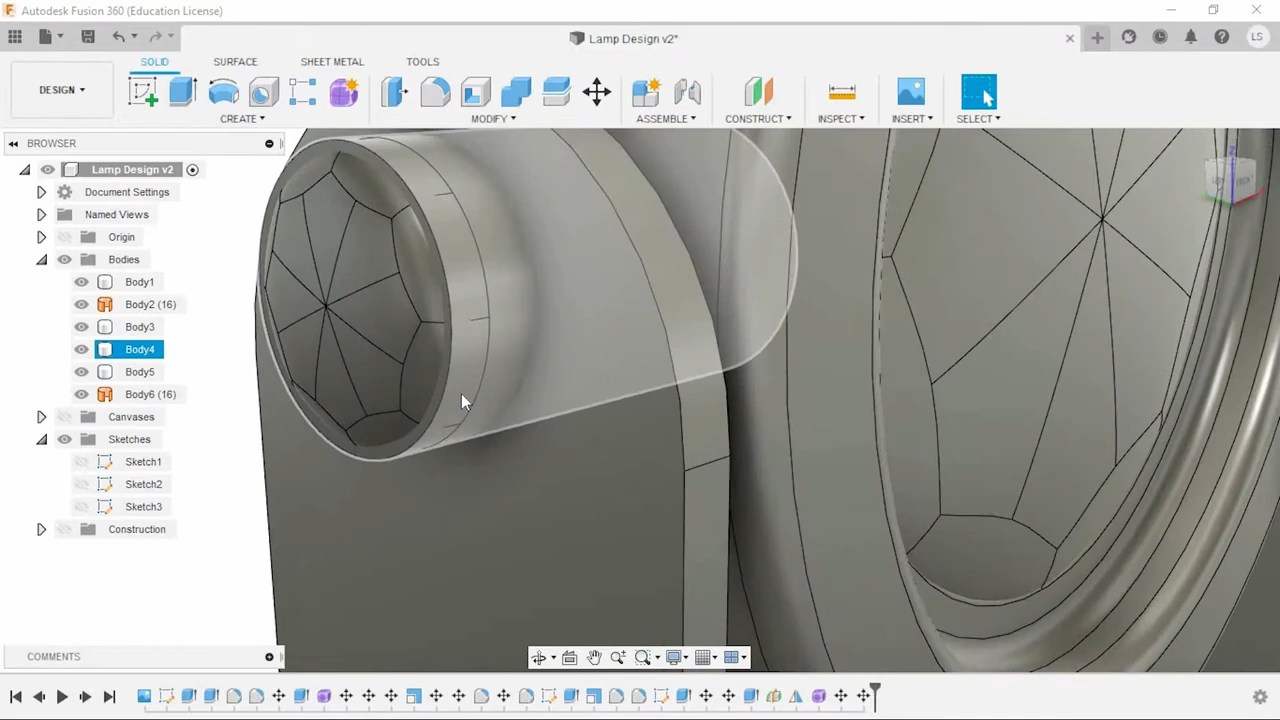 Autodesk Fusion 360 (Education License)
Lamp Design v2*
LS
DESIGN
SOLID
SURFACE
SHEET METAL
TOOLS
CREATE
MODIFY
ASSEMBLE
CONSTRUCT
INSPECT
INSERT
SELECT
BROWSER
Lamp Design v2
Document Settings
Named Views
Origin
Bodies
Body1
Body2 (16)
Body3
Body4
Body5
Body6 (16)
Canvases
Sketches
Sketch1
Sketch2
Sketch3
Construction
COMMENTS